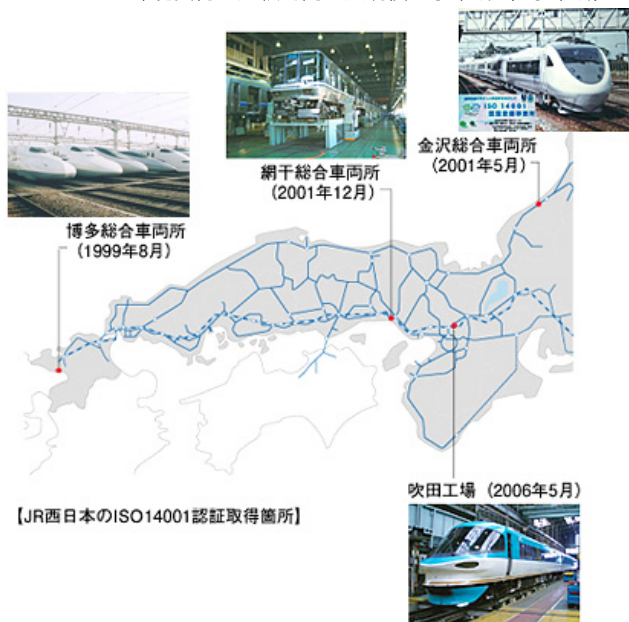 ISO 14001
金沢総合車両所
(2001年5月)
網干総合車両所
(2001年12月)
博多総合車両所
(1999年8月)
吹田工場 (2006年5月)
【JR西日本のISO14001認証取得箇所】